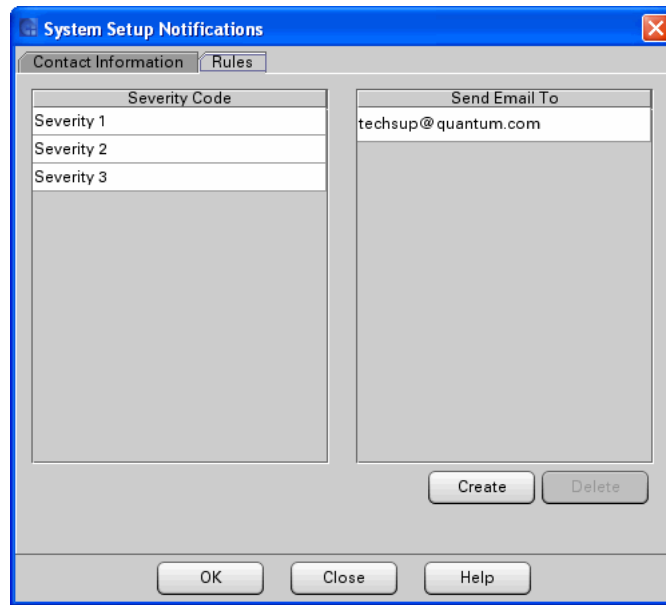 System Setup Notifications
Contact Information Rules
Severity Code
Severity 1
Severity 2
Severity 3
Send Email To
techsup@quantum.com
Create Delete
OK Close Help